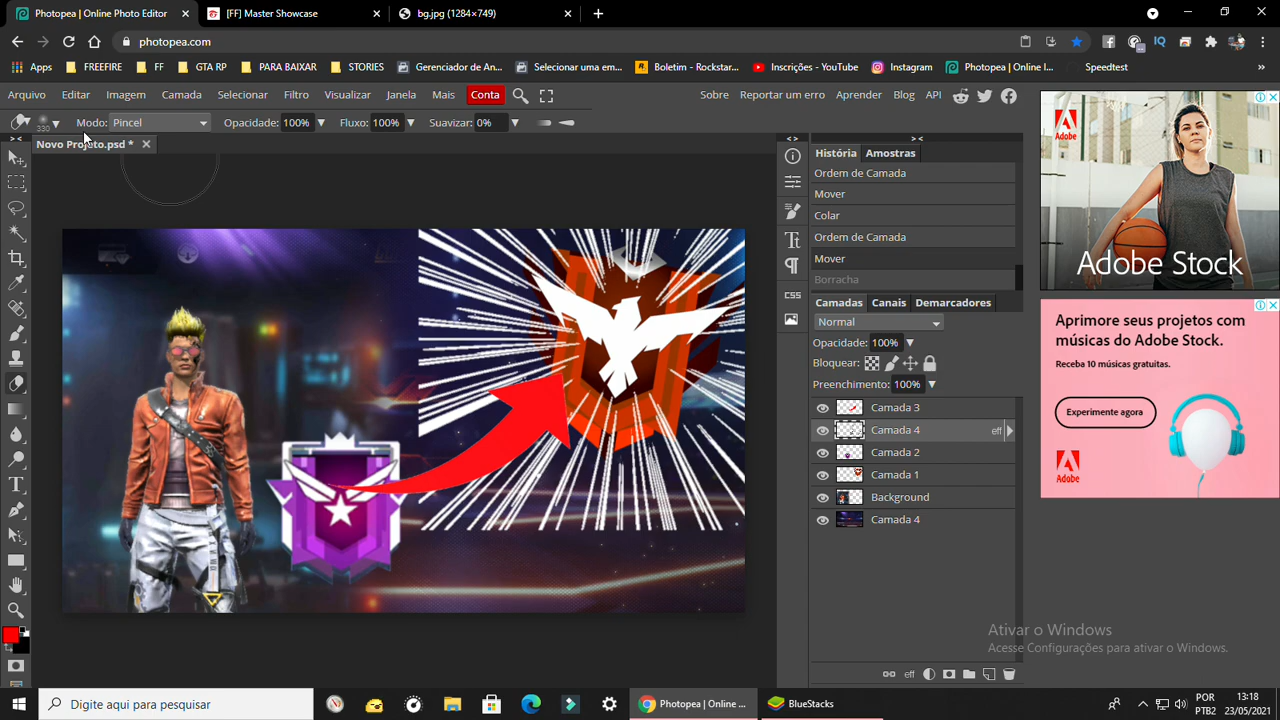 Photopea | Online Photo Editor
[FF] Master Showcase
bg.jpg (1284×749)
photopea.com
Apps
FREEFIRE
FF
GTA RP
PARA BAIXAR
STORIES
Gerenciador de An...
Selecionar uma em...
Boletim - Rockstar...
Inscrições - YouTube
Instagram
Photopea | Online I...
Speedtest
»
Arquivo
Editar
Imagem
Camada
Selecionar
Filtro
Visualizar
Janela
Mais
Conta
Sobre
Reportar um erro
Aprender
Blog
API
330
Modo:
Pincel
Opacidade: 100%
Fluxo: 100%
Suavizar: 0%
Novo Projeto.psd *
História
Amostras
Ordem de Camada
Mover
Colar
Ordem de Camada
Mover
Borracha
CSS
Camadas
Canais
Demarcadores
Normal
Opacidade: 100%
Bloquear:
Preenchimento: 100%
Camada 3
Camada 4
eff
Camada 2
Camada 1
Background
Camada 4
eff
Adobe
Adobe Stock
Aprimore seus projetos com
músicas do Adobe Stock.
Receba 10 músicas gratuitas.
Experimente agora
Adobe
Ativar o Windows
Acesse Configurações para ativar o Windows.
Digite aqui para pesquisar
Photopea | Online ...
BlueStacks
POR
PTB2
13:18
23/05/2021